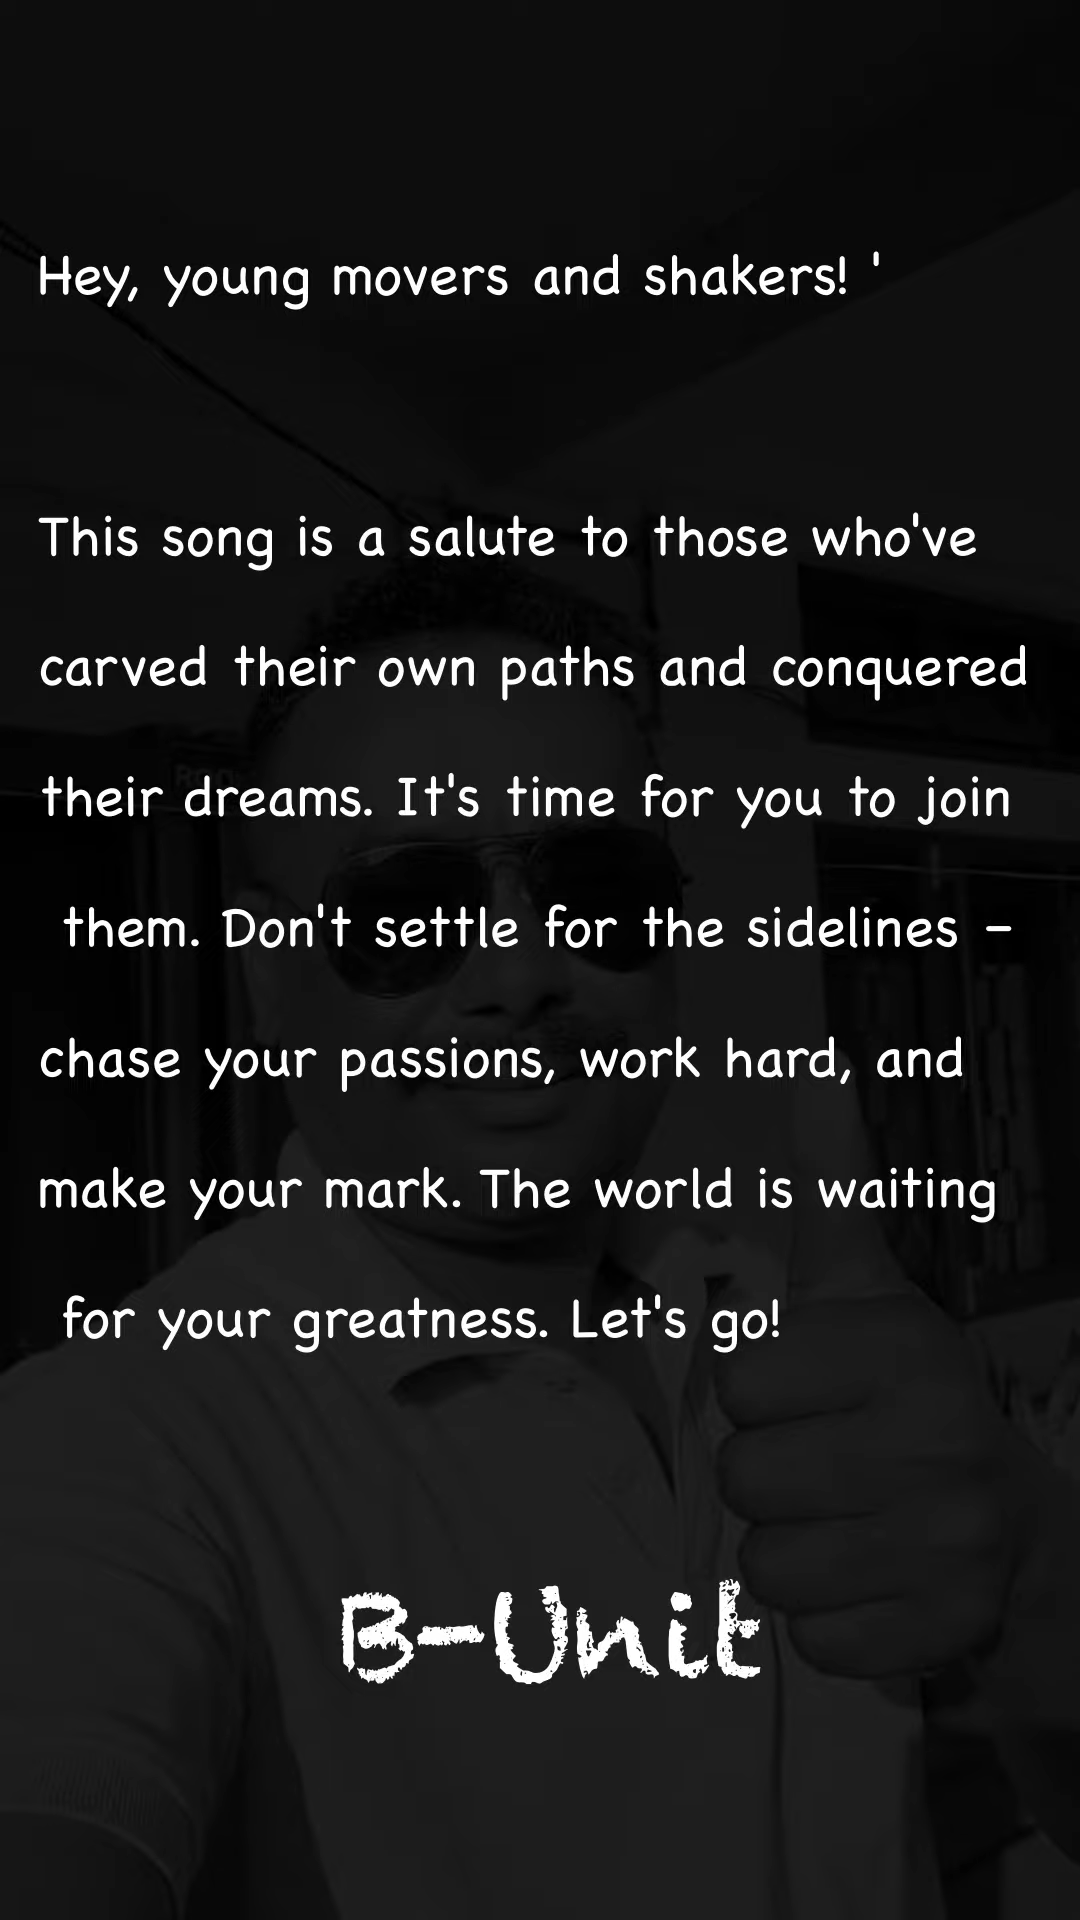 Hey, young movers and shakers! '
This song is a salute to those who've
carved their own paths and conquered
their dreams. It's time for you to join
them. Don't settle for the sidelines –
chase your passions, work hard, and
make your mark. The world is waiting
for your greatness. Let's go!
B-Unit